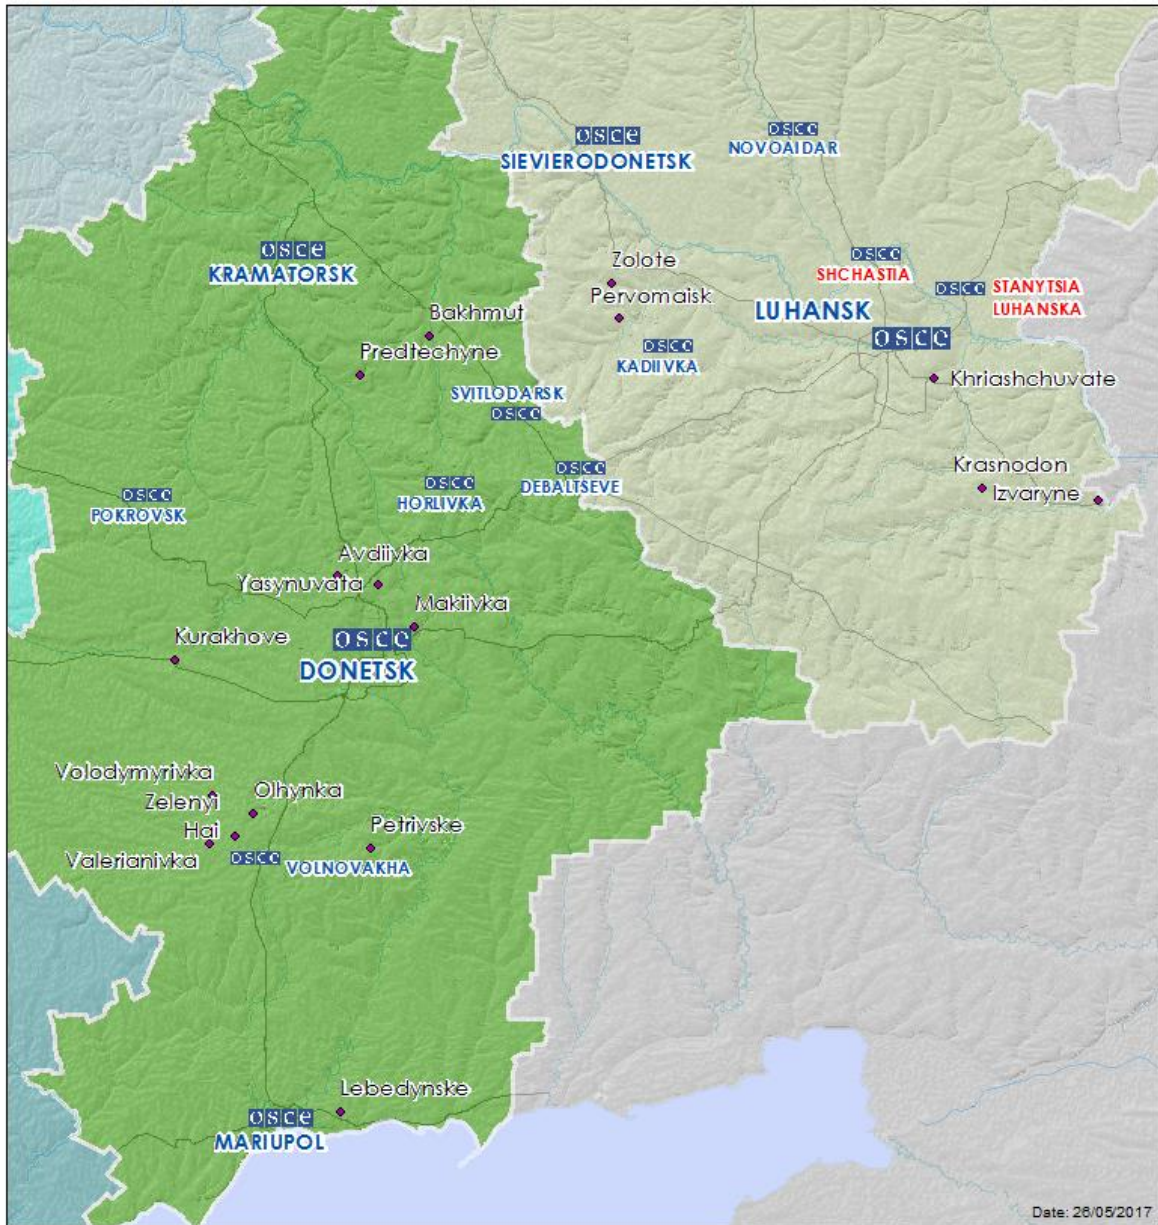 osce
SIEVIERODONETSK
osce
NOVOAIDAR
osce
KRAMATORSK
Zolote
osce
SHCHASTIA
osce
STANYTSIA
LUHANSKA
Pervomaisk
LUHANSK
osce
Bakhmut
Predtechyne
osce
KADIIVKA
Khriashchuvate
SVITLODARSK
osce
Krasnodon
Izvaryne
osce
DEBALTSEVE
osce
HORLIVKA
osce
POKROVSK
Avdiivka
Yasynuvata
Makiivka
osce
DONETSK
Kurakhove
Volodymyrivka
Olhynka
Zelenyi
Hai
Valerianivka
osce
VOLNOVAKHA
Petrivske
Lebedynske
osce
MARIUPOL
Date: 26/05/2017